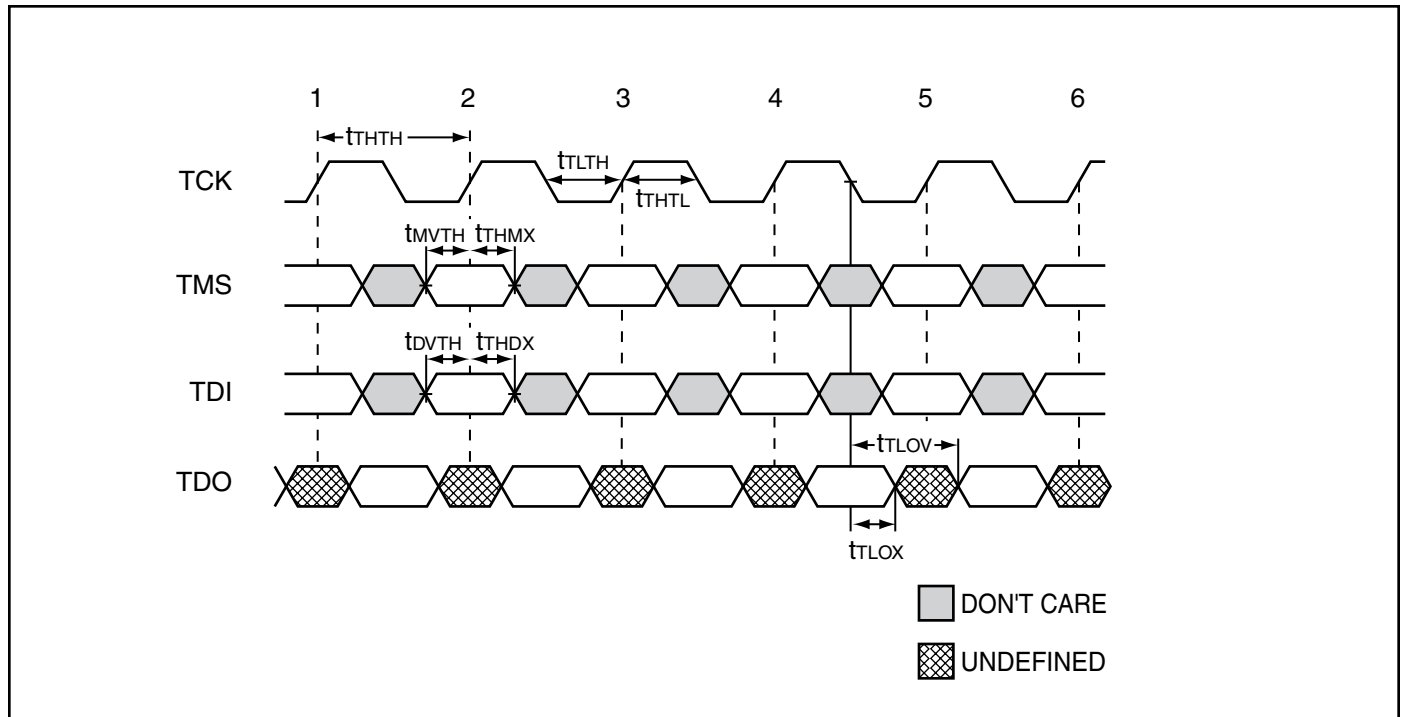 1 2 3 4 5 6
tTHTH
tTLTH
TCK
tTHTL
tMVTH tTHMX
TMS
tDVTH tTHDX
TDI
tTLOV
TDO
tTLOX
DON'T CARE
UNDEFINED